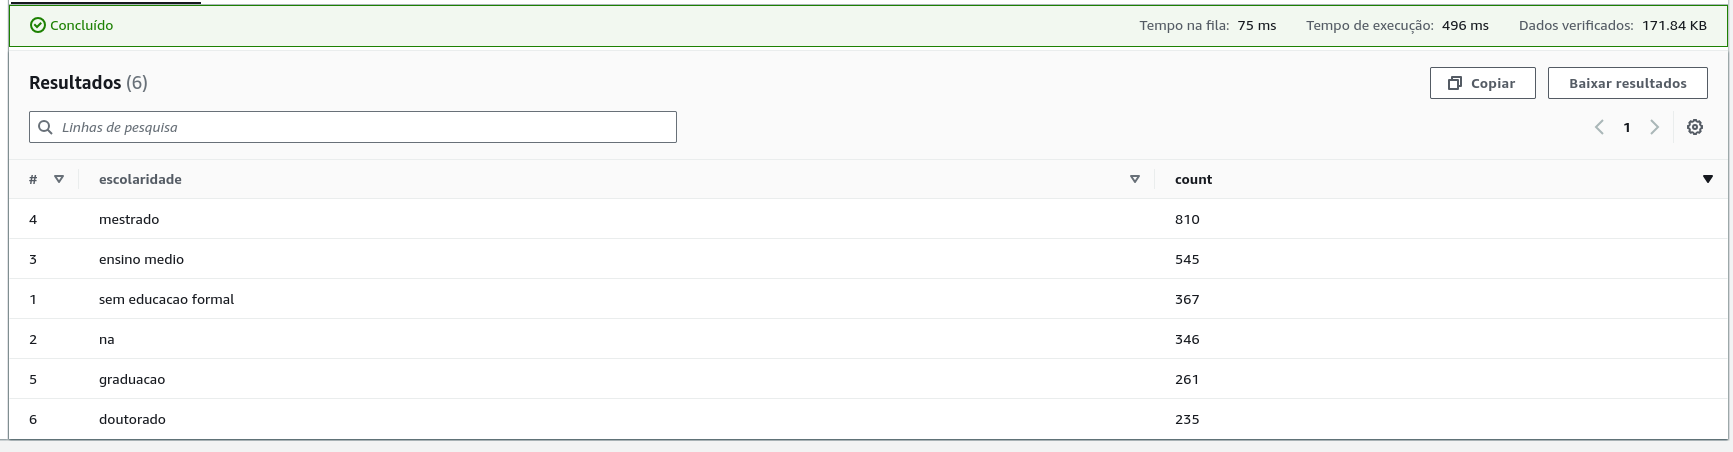 Concluído Tempo na fila: 75 ms Tempo de execução: 496 ms Dados verificados: 171.84 KB
Resultados (6) Copiar Baixar resultados
Linhas de pesquisa 1
# escolaridade count
4 mestrado 810
3 ensino medio 545
1 sem educacao formal 367
2 na 346
5 graduacao 261
6 doutorado 235